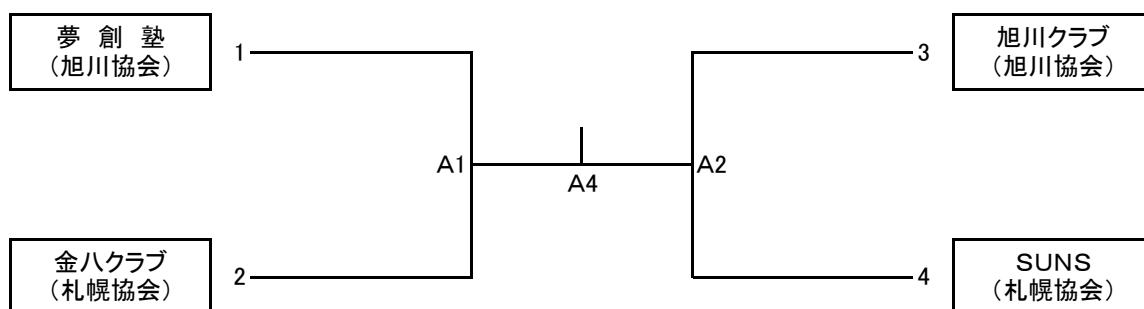 夢 創 塾
（旭川協会）
1
3
旭川クラブ
（旭川協会）
A1
A4
A2
金八クラブ
（札幌協会）
2
4
SUNS
（札幌協会）